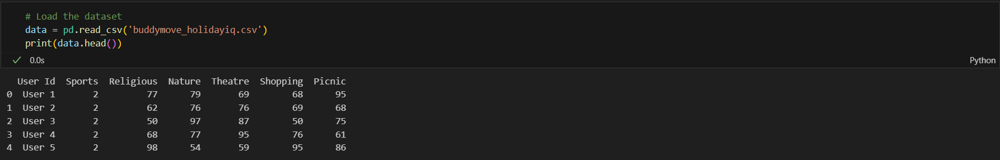 # Load the dataset
data = pd.read_csv('buddymove_holidayiq.csv')
print(data.head())
0.0s Python
User Id Sports Religious Nature Theatre Shopping Picnic
0 User 1 2 77 79 69 68 95
1 User 2 2 62 76 76 69 68
2 User 3 2 50 97 87 50 75
3 User 4 2 68 77 95 76 61
4 User 5 2 98 54 59 95 86